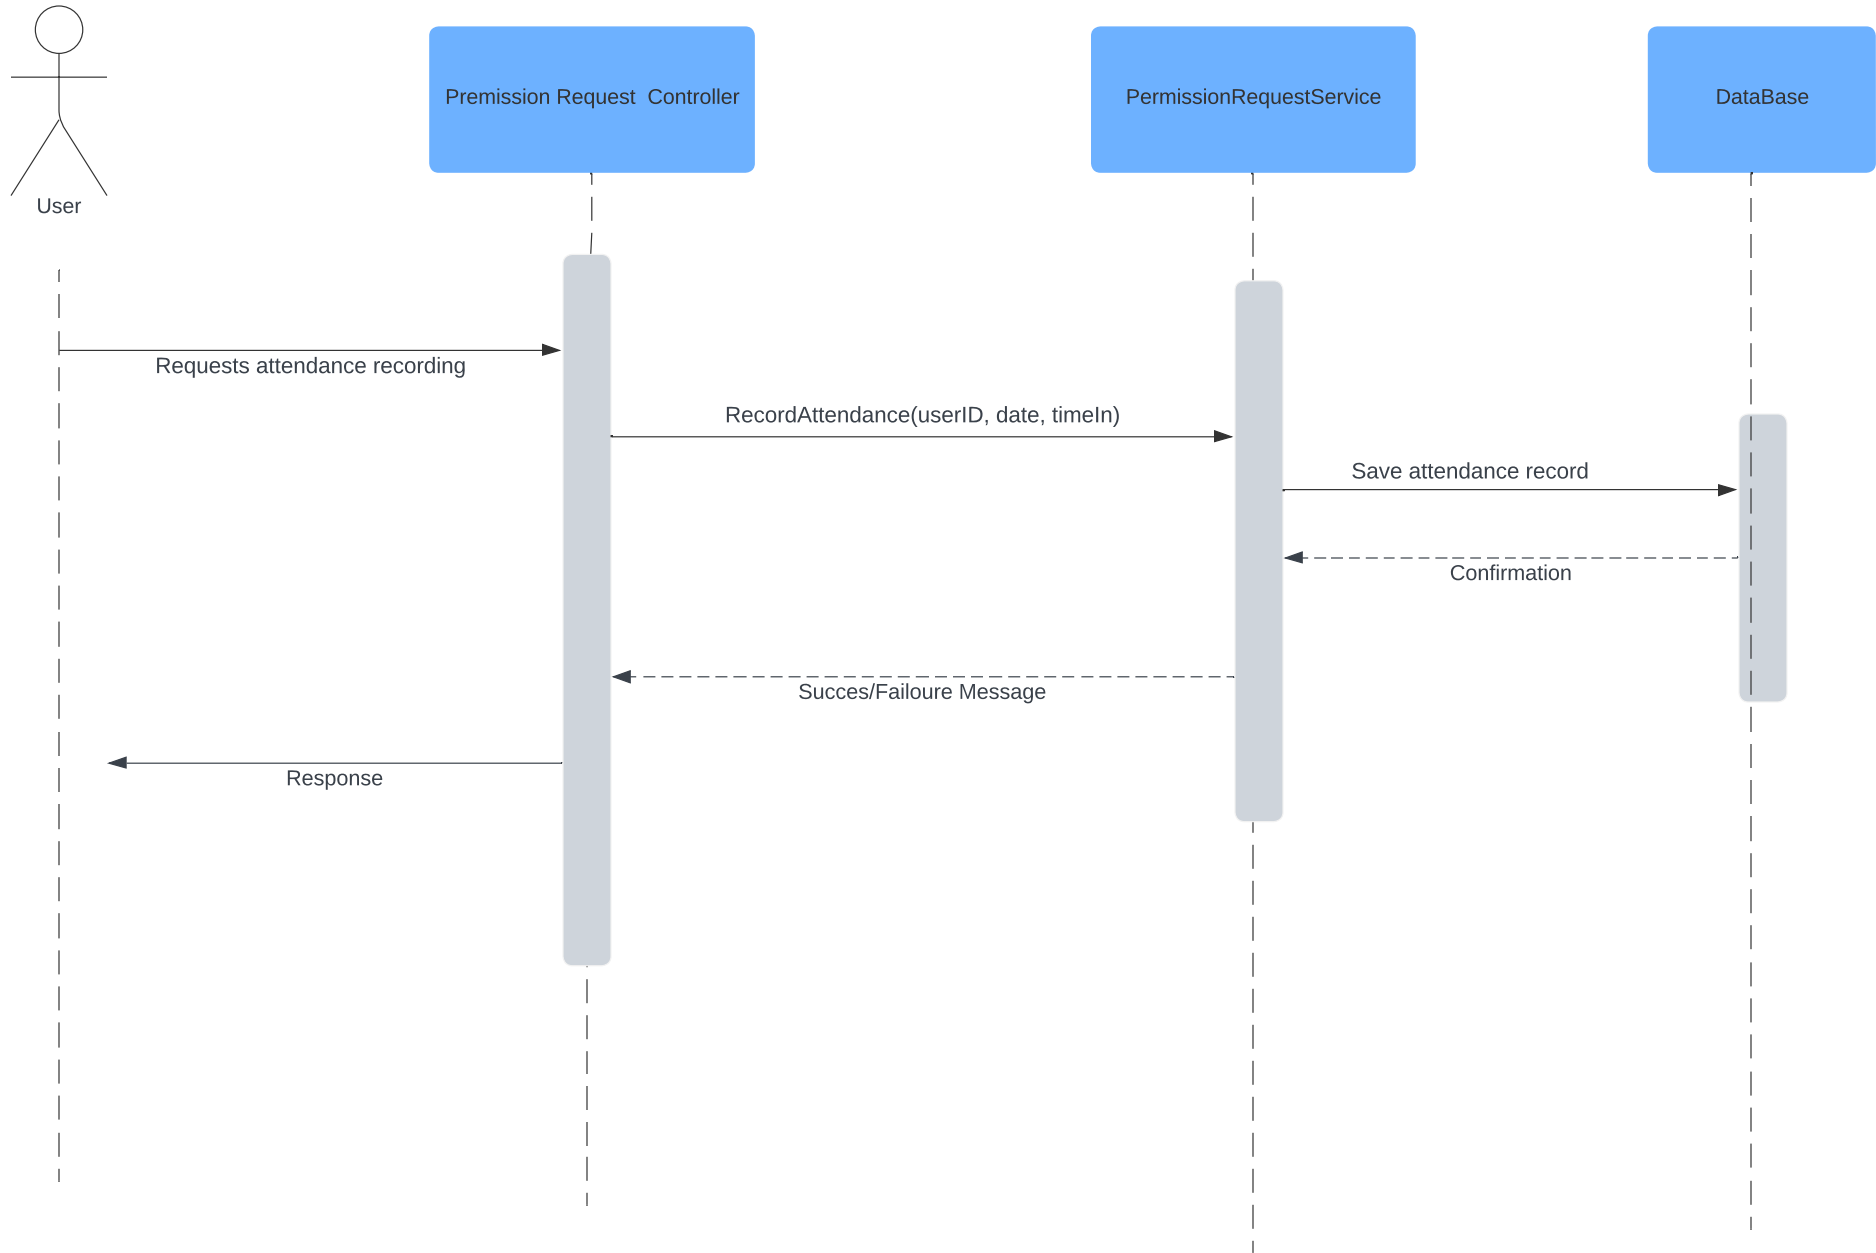 Premission Request  Controller
PermissionRequestService
DataBase
User
Requests attendance recording
RecordAttendance(userID, date, timeIn)
Save attendance record
Confirmation
Succes/Failoure Message
Response